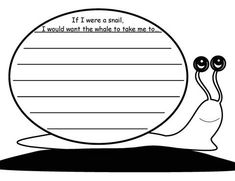 If I were a snail,
I would want the whale to take me to